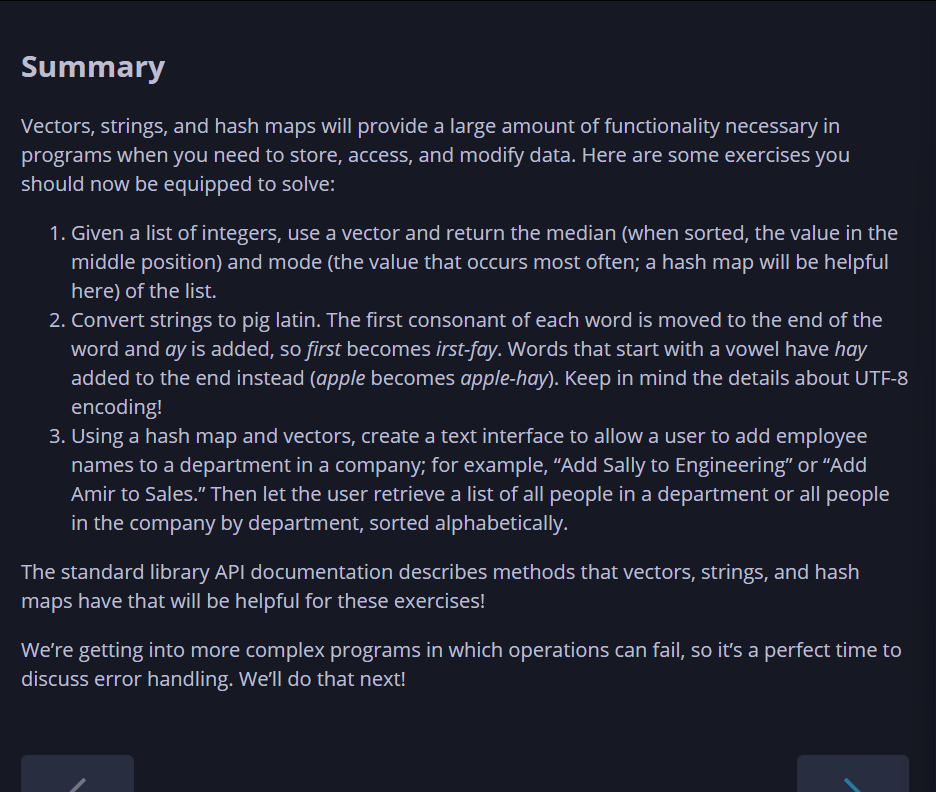 Summary
Vectors, strings, and hash maps will provide a large amount of functionality necessary in
programs when you need to store, access, and modify data. Here are some exercises you
should now be equipped to solve:
1. Given a list of integers, use a vector and return the median (when sorted, the value in the
middle position) and mode (the value that occurs most often; a hash map will be helpful
here) of the list.
2. Convert strings to pig latin. The first consonant of each word is moved to the end of the
word and ay is added, so first becomes irst-fay. Words that start with a vowel have hay
added to the end instead (apple becomes apple-hay). Keep in mind the details about UTF-8
encoding!
3. Using a hash map and vectors, create a text interface to allow a user to add employee
names to a department in a company; for example, “Add Sally to Engineering” or “Add
Amir to Sales.” Then let the user retrieve a list of all people in a department or all people
in the company by department, sorted alphabetically.
The standard library API documentation describes methods that vectors, strings, and hash
maps have that will be helpful for these exercises!
We’re getting into more complex programs in which operations can fail, so it’s a perfect time to
discuss error handling. We’ll do that next!